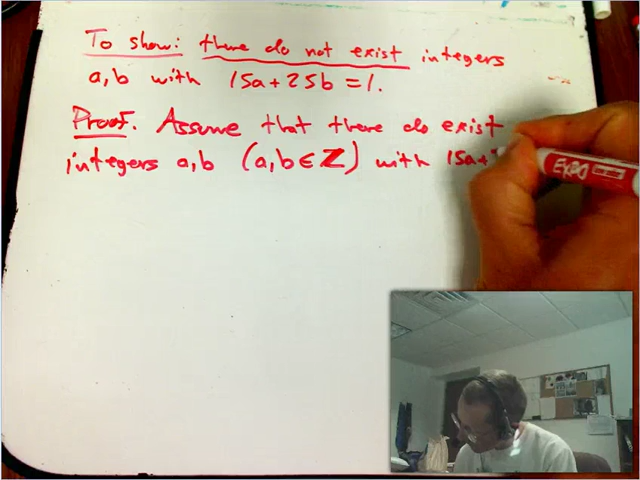 To show: there do not exist integers
a,b with 15a+25b=1.
Proof. Assume that there do exist
integers a,b (a,b∈Z) with 15a+
EXPO